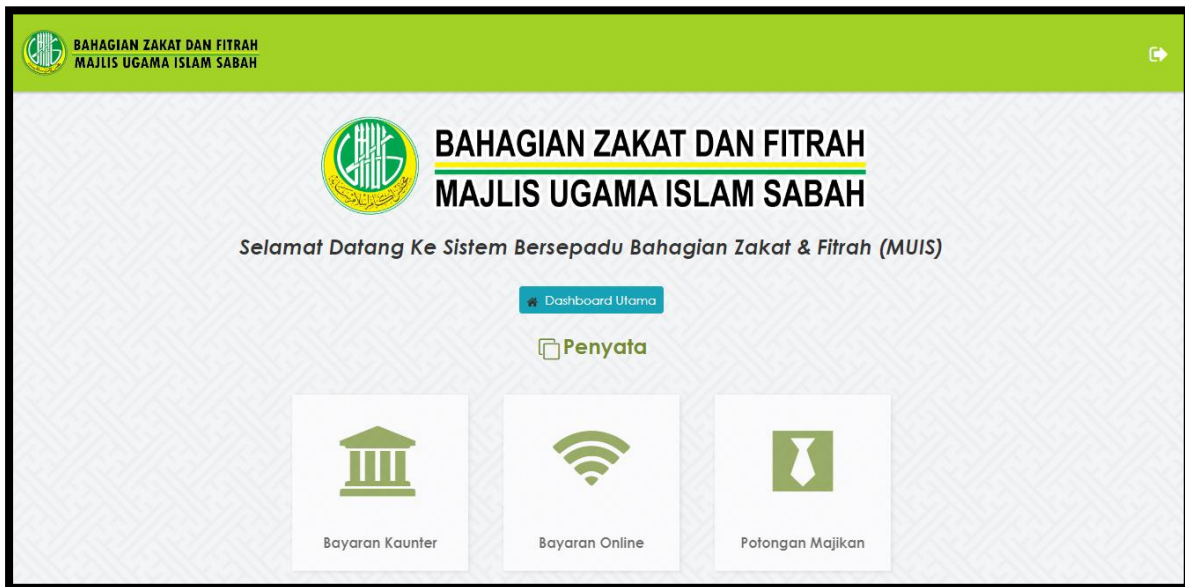 BAHAGIAN ZAKAT DAN FITRAH
MAJLIS UGAMA ISLAM SABAH
BAHAGIAN ZAKAT DAN FITRAH
MAJLIS UGAMA ISLAM SABAH
Selamat Datang Ke Sistem Bersepadu Bahagian Zakat & Fitrah (MUIS)
Dashboard Utama
Penyata
Bayaran Kaunter
Bayaran Online
Potongan Majikan